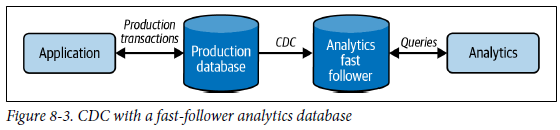 Production
transactions
Application
Production
database
CDC
Analytics
fast
follower
Queries
Analytics
Figure 8-3. CDC with a fast-follower analytics database